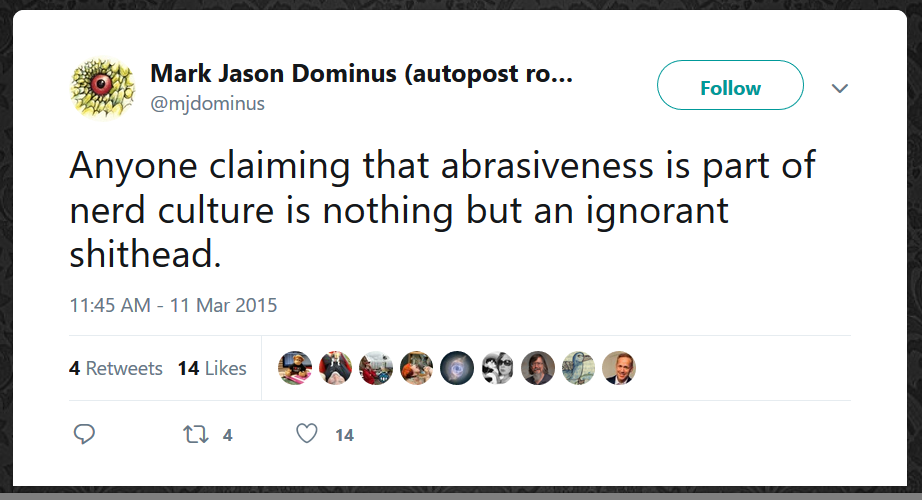 Mark Jason Dominus (autopost ro...
@mjdominus
Follow
Anyone claiming that abrasiveness is part of
nerd culture is nothing but an ignorant
shithead.
11:45 AM - 11 Mar 2015
4 Retweets 14 Likes
4 14